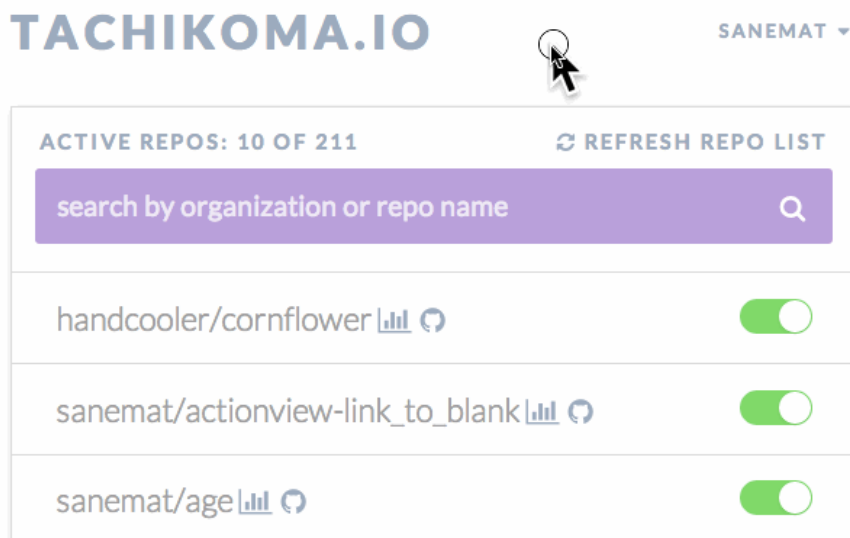 TACHIKOMA.IO
SANEMAT
ACTIVE REPOS: 10 OF 211
REFRESH REPO LIST
search by organization or repo name
handcooler/cornflower
sanemat/actionview-link_to_blank
sanemat/age